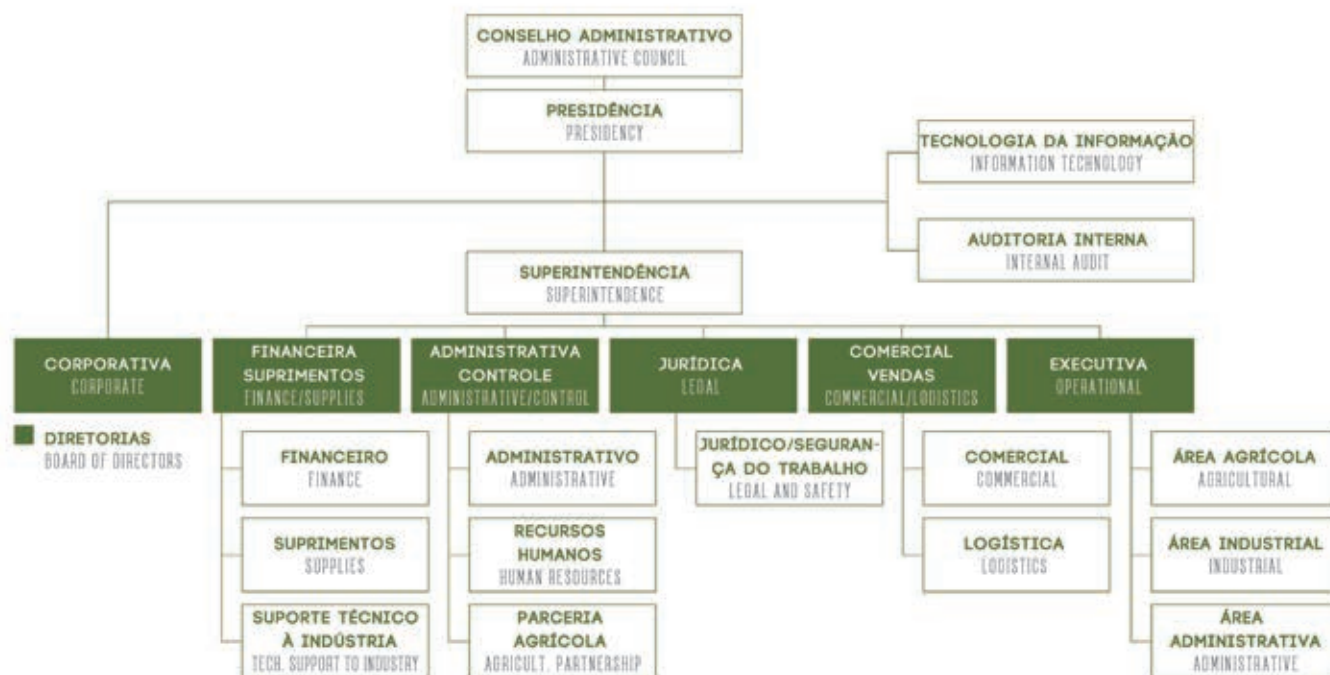 CONSELHO ADMINISTRATIVO
ADMINISTRATIVE COUNCIL
PRESIDÊNCIA
PRESIDENCY
TECNOLOGIA DA INFORMAÇÃO
INFORMATION TECHNOLOGY
AUDITORIA INTERNA
INTERNAL AUDIT
SUPERINTENDÊNCIA
SUPERINTENDENCE
CORPORATIVA
CORPORATE
FINANCEIRA
SUPRIMENTOS
FINANCE/SUPPLIES
ADMINISTRATIVA
CONTROLE
ADMINISTRATIVE/CONTROL
JURÍDICA
LEGAL
COMERCIAL
VENDAS
COMMERCIAL/LOGISTICS
EXECUTIVA
OPERATIONAL
DIRETORIAS
BOARD OF DIRECTORS
FINANCEIRO
FINANCE
SUPRIMENTOS
SUPPLIES
SUPORTE TÉCNICO
À INDÚSTRIA
TECH. SUPPORT TO INDUSTRY
ADMINISTRATIVO
ADMINISTRATIVE
RECURSOS
HUMANOS
HUMAN RESOURCES
PARCERIA
AGRÍCOLA
AGRICULT. PARTNERSHIP
JURÍDICO/SEGURAN-
ÇA DO TRABALHO
LEGAL AND SAFETY
COMERCIAL
COMMERCIAL
LOGÍSTICA
LOGISTICS
ÁREA AGRÍCOLA
AGRICULTURAL
ÁREA INDUSTRIAL
INDUSTRIAL
ÁREA
ADMINISTRATIVA
ADMINISTRATIVE